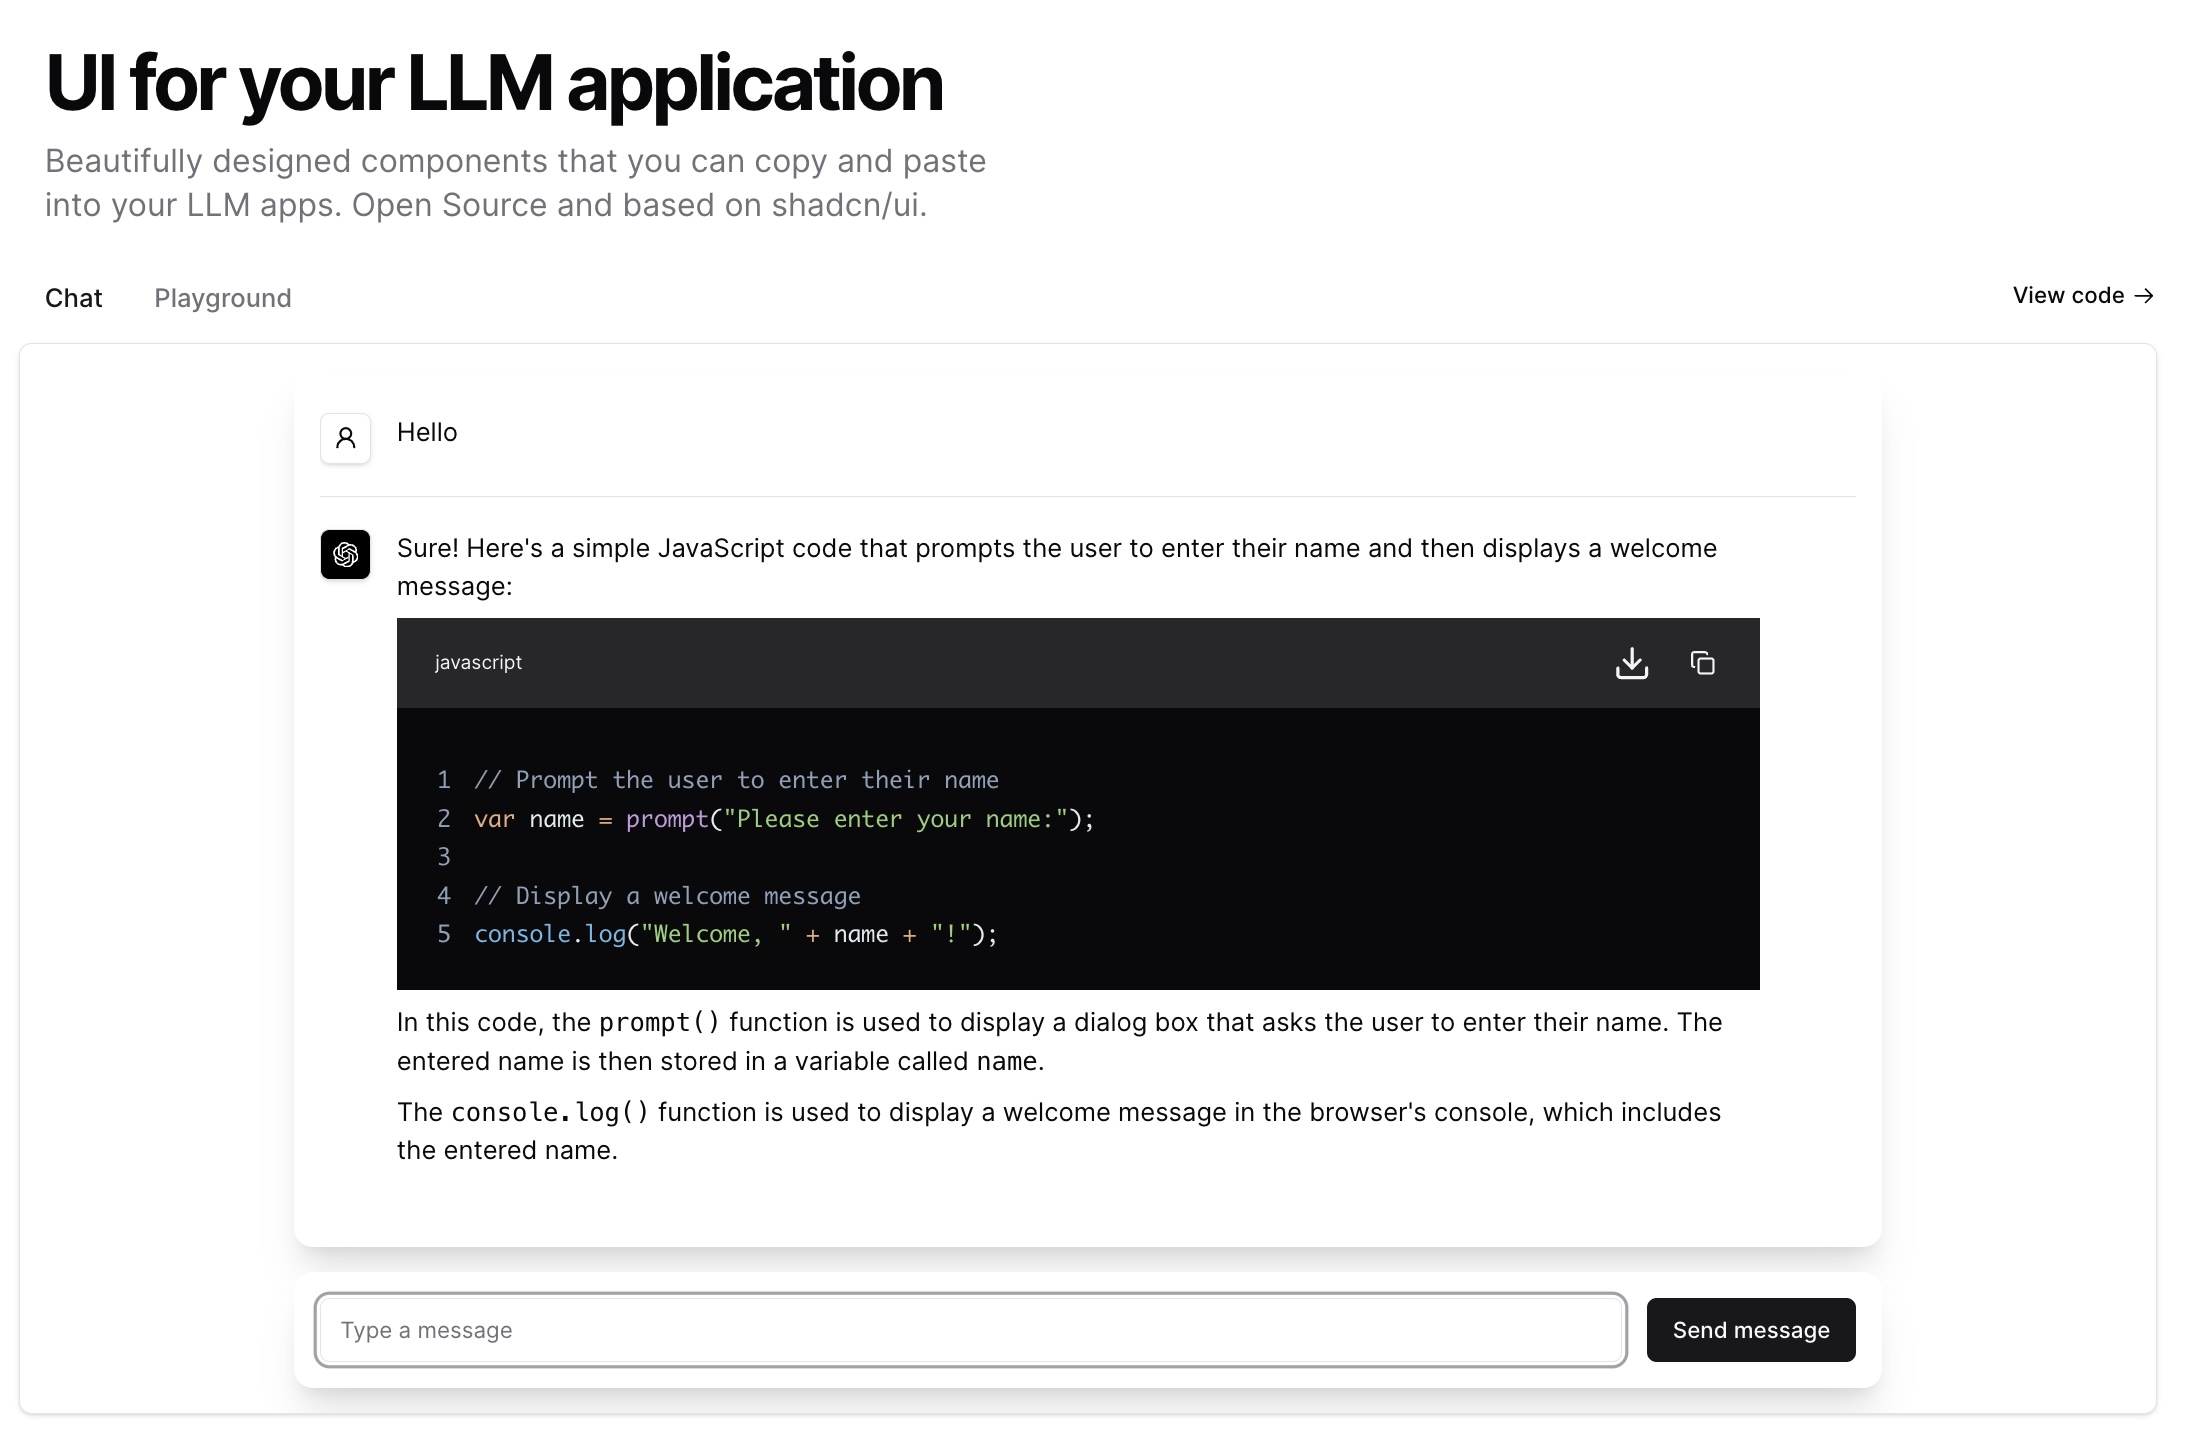 UI for your LLM application
Beautifully designed components that you can copy and paste
into your LLM apps. Open Source and based on shadcn/ui.
Chat
Playground
View code →
Hello
Sure! Here's a simple JavaScript code that prompts the user to enter their name and then displays a welcome
message:
javascript
1 // Prompt the user to enter their name
2 var name = prompt("Please enter your name:");
3
4 // Display a welcome message
5 console.log("Welcome, " + name + "!");
In this code, the prompt() function is used to display a dialog box that asks the user to enter their name. The
entered name is then stored in a variable called name.
The console.log() function is used to display a welcome message in the browser's console, which includes
the entered name.
Type a message
Send message